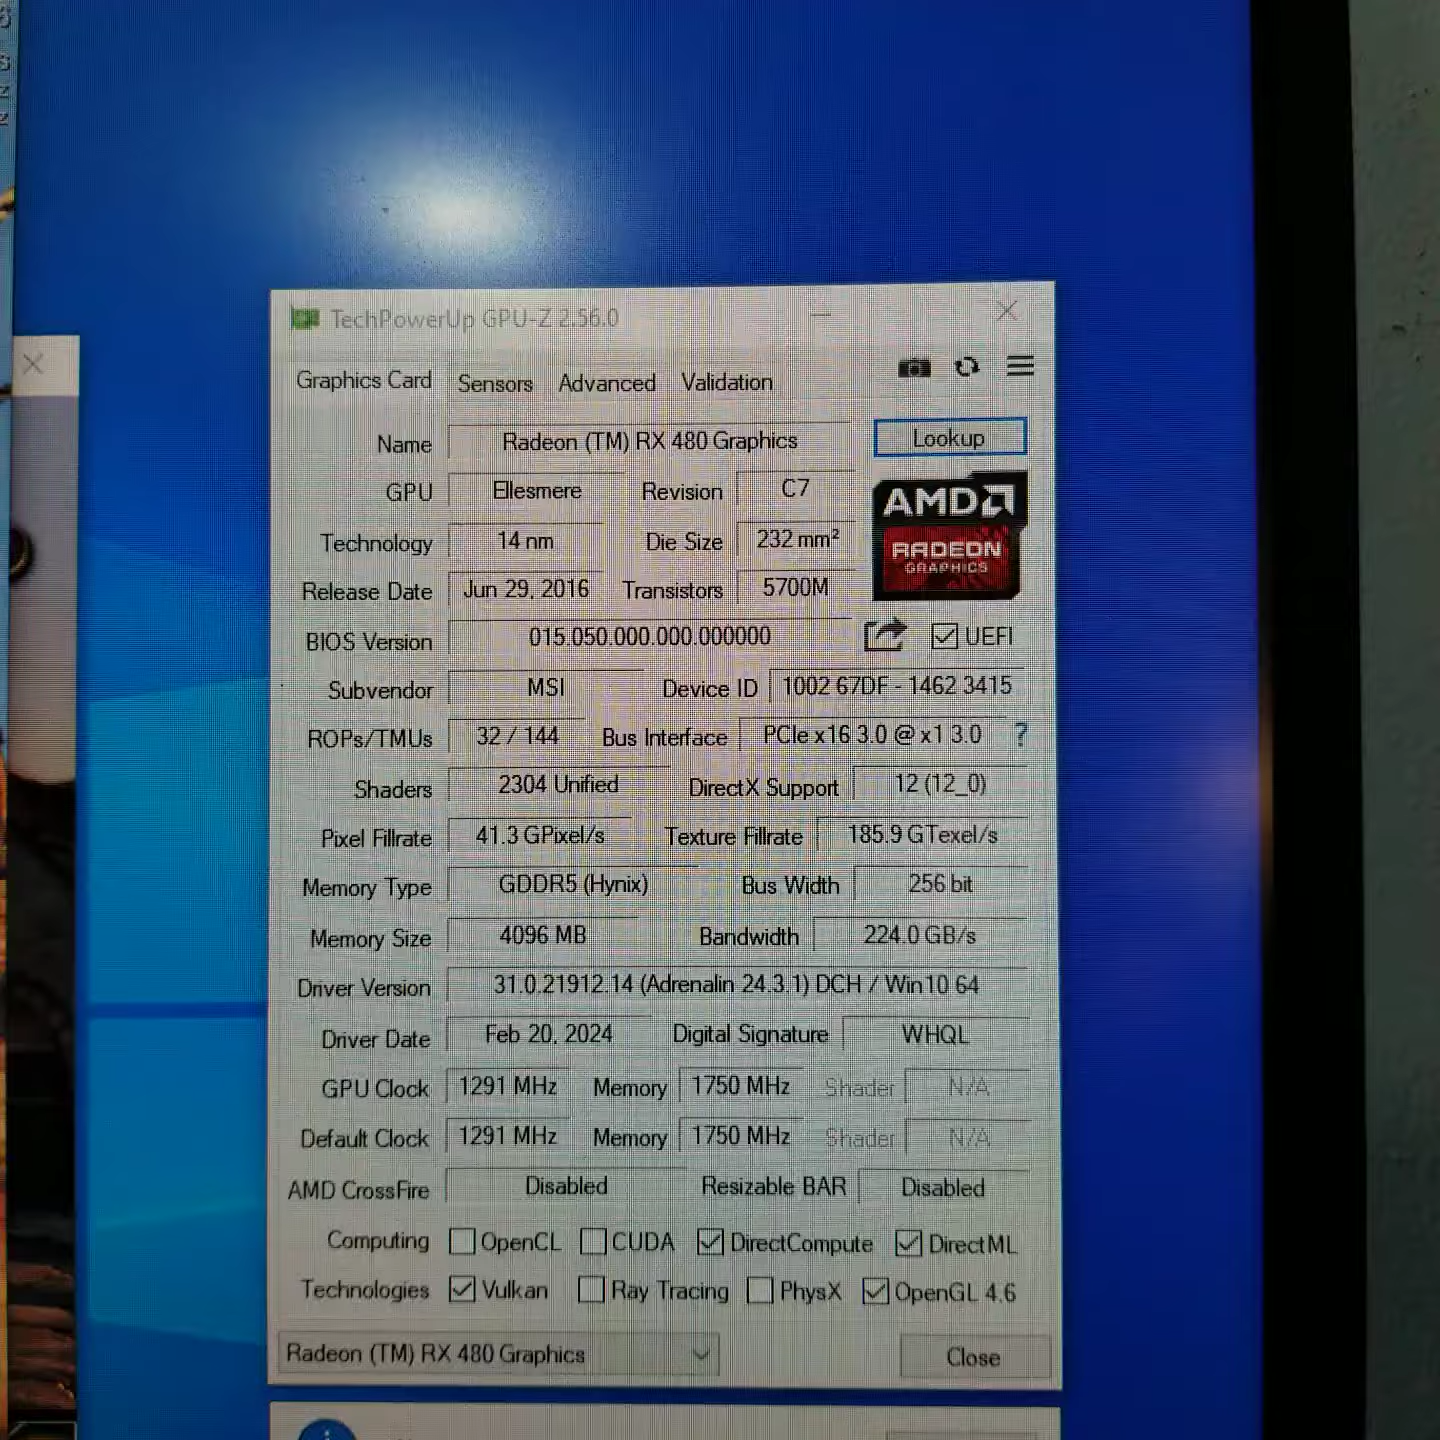 TechPowerUp GPU-Z 2.56.0
Graphics Card Sensors Advanced Validation
Name Radeon (TM) RX 480 Graphics Lookup
GPU Ellesmere Revision C7
AMD
RADEON
GRAPHICS
Technology 14 nm Die Size 232 mm²
Release Date Jun 29, 2016 Transistors 5700M
BIOS Version 015.050.000.000.000000 UEFI
Subvendor MSI Device ID 1002 67DF - 1462 3415
ROPs/TMUs 32 / 144 Bus Interface PCIe x16 3.0 @ x1 3.0 ?
Shaders 2304 Unified DirectX Support 12 (12_0)
Pixel Fillrate 41.3 GPixel/s Texture Fillrate 185.9 GTexel/s
Memory Type GDDR5 (Hynix) Bus Width 256 bit
Memory Size 4096 MB Bandwidth 224.0 GB/s
Driver Version 31.0.21912.14 (Adrenalin 24.3.1) DCH / Win10 64
Driver Date Feb 20, 2024 Digital Signature WHQL
GPU Clock 1291 MHz Memory 1750 MHz Shader N/A
Default Clock 1291 MHz Memory 1750 MHz Shader N/A
AMD CrossFire Disabled Resizable BAR Disabled
Computing OpenCL CUDA DirectCompute DirectML
Technologies Vulkan Ray Tracing PhysX OpenGL 4.6
Radeon (TM) RX 480 Graphics Close